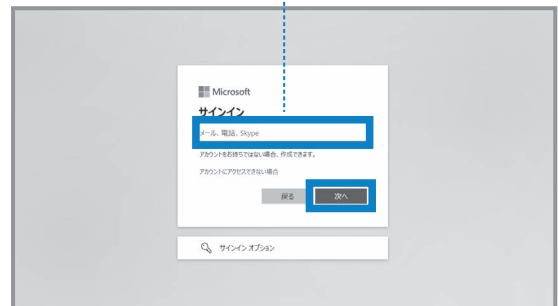 Microsoft
サインイン
メール、電話、Skype
アカウントをお持ちではない場合、作成できます。
アカウントにアクセスできない場合
戻る
次へ
サインイン オプション